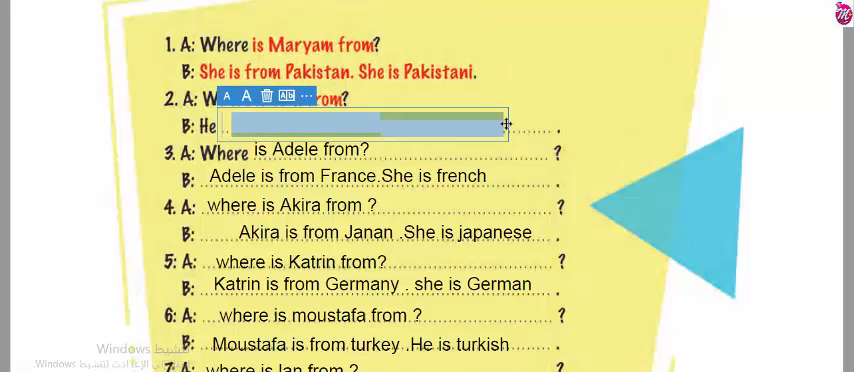 1. A: Where is Maryam from?
B: She is from Pakistan. She is Pakistani.
2. A: W rom?
B: He .
3. A: Where is Adele from? ?
B: Adele is from France.She is french .
4. A: where is Akira from ? ?
B: Akira is from Janan .She is japanese .
5: A: where is Katrin from? ?
B: Katrin is from Germany . she is German .
6: A: where is moustafa from ? ?
B: Moustafa is from turkey .He is turkish .
7: A: where is Ian from ? ?
تنشيط Windows